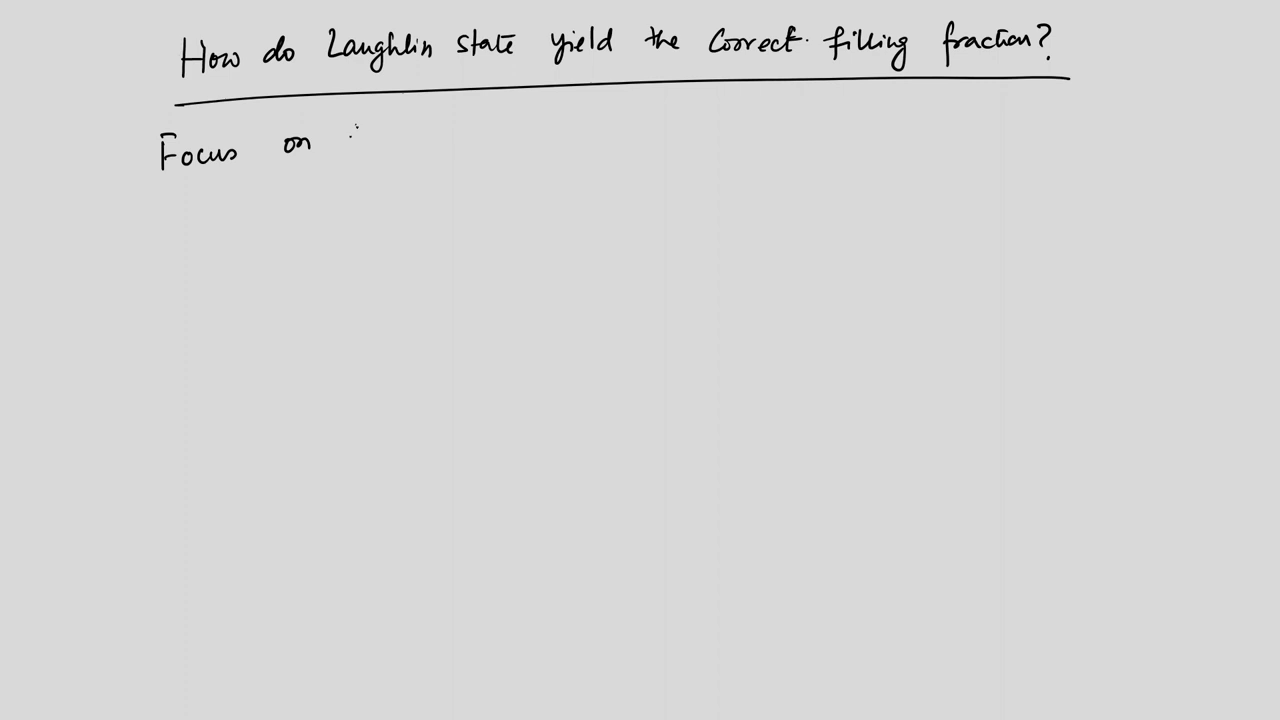 How do Laughlin state yield the correct filling fraction?
Focus on